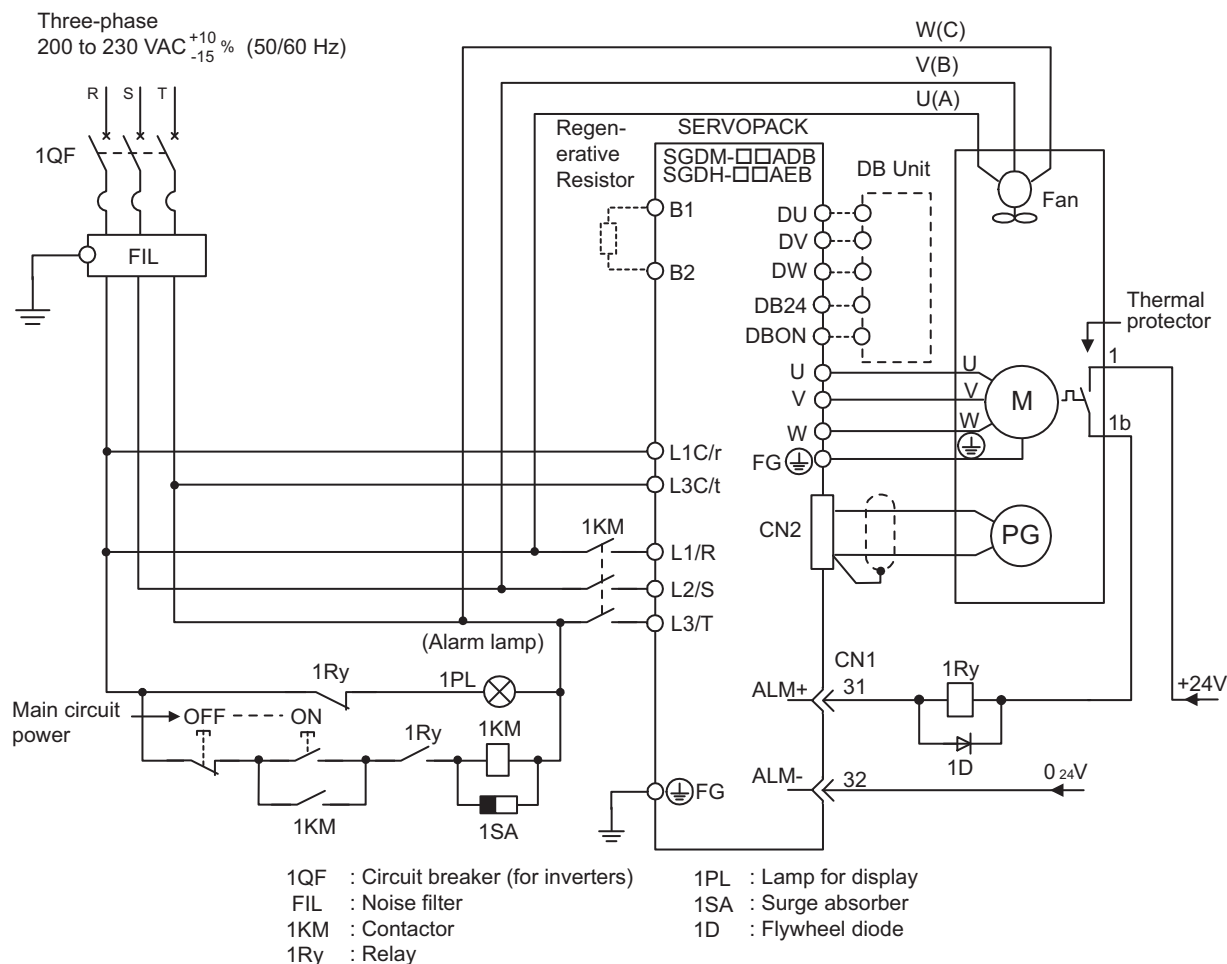 Three-phase
200 to 230 VAC +10 -15 % (50/60 Hz)
R S T
1QF
FIL
W(C)
V(B)
U(A)
Regen-
erative
Resistor
SERVOPACK
SGDM-□□ADB
SGDH-□□AEB
DB Unit
Fan
B1
B2
DU
DV
DW
DB24
DBON
Thermal
protector
1
1b
U
V
W
FG
U
V
W
M
L1C/r
L3C/t
1KM
L1/R
L2/S
L3/T
CN2
PG
(Alarm lamp)
1Ry
1PL
Main circuit
power
OFF
ON
1Ry
1KM
1KM
1SA
FG
CN1
ALM+
31
1Ry
1D
+24V
ALM-
32
0 24V
1QF : Circuit breaker (for inverters)
FIL : Noise filter
1KM : Contactor
1Ry : Relay
1PL : Lamp for display
1SA : Surge absorber
1D : Flywheel diode